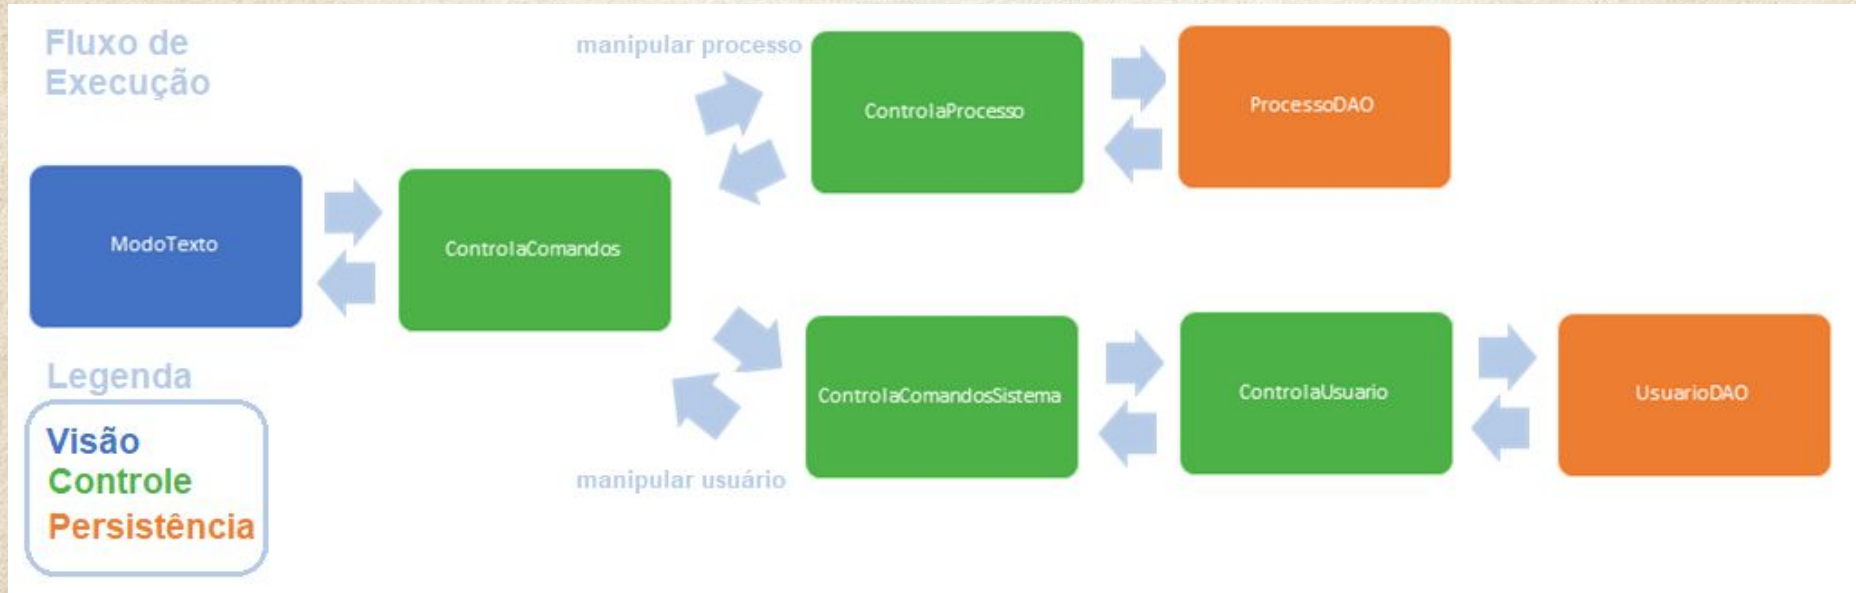 Fluxo de
Execução
manipular processo
ControlaProcesso
ProcessoDAO
ModoTexto
ControlaComandos
ControlaComandosSistema
ControlaUsuario
UsuarioDAO
manipular usuário
Legenda
Visão
Controle
Persistência